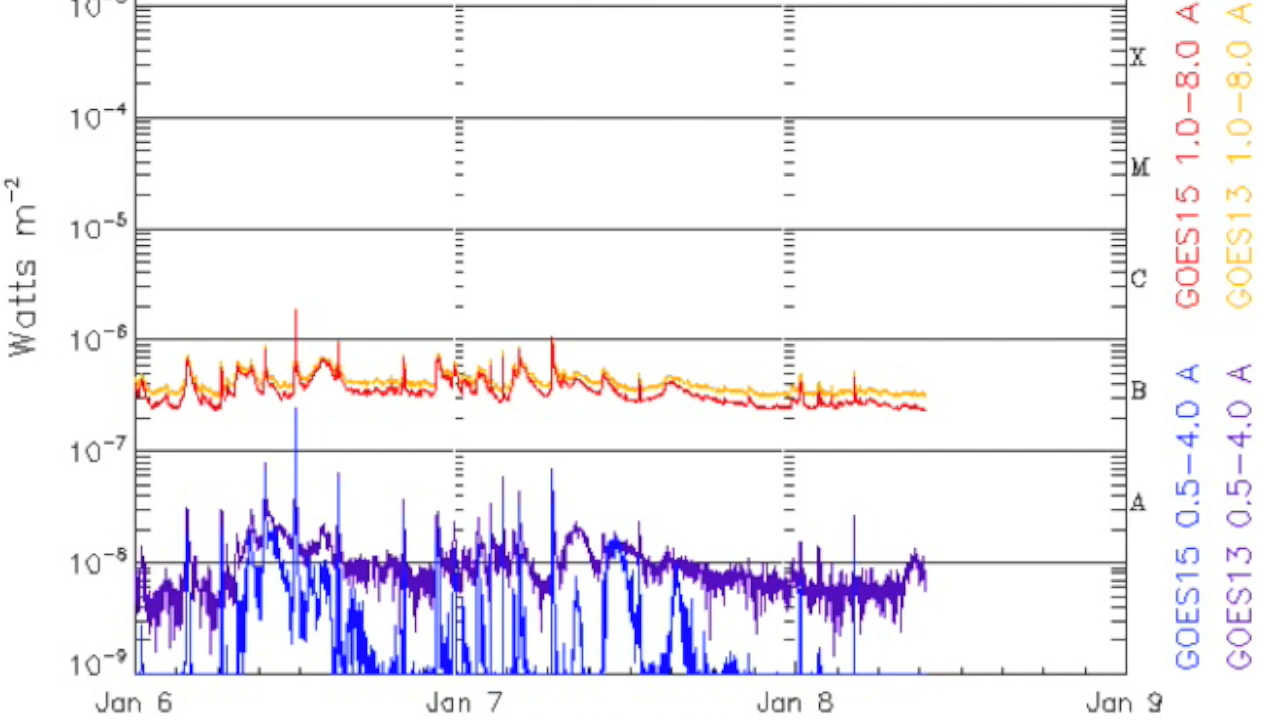 10⁻³
10⁻⁴
10⁻⁵
10⁻⁶
10⁻⁷
10⁻⁸
10⁻⁹
Watts m⁻²
X
M
C
B
A
Jan 6
Jan 7
Jan 8
Jan 9
GOES15 1.0-8.0 A
GOES13 1.0-8.0 A
GOES15 0.5-4.0 A
GOES13 0.5-4.0 A